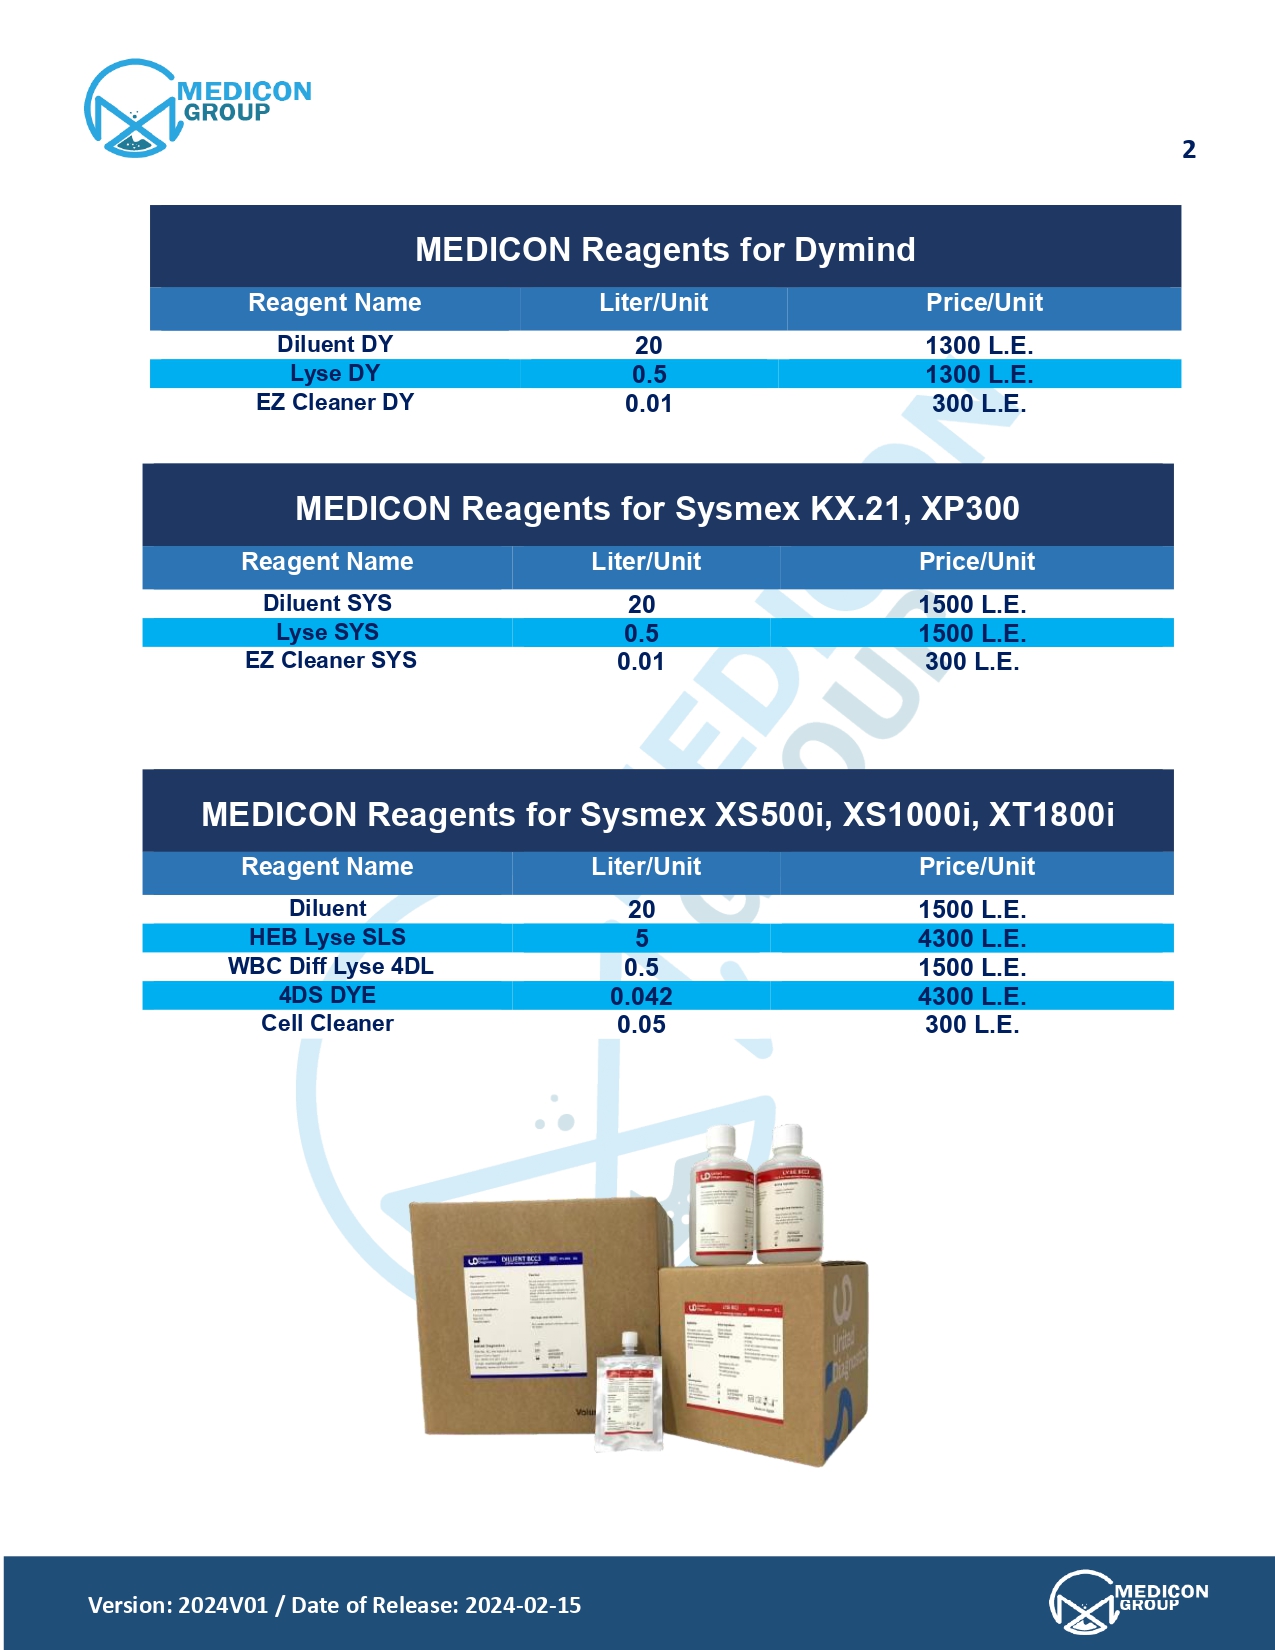 MEDICON
GROUP
2
MEDICON Reagents for Dymind
Reagent Name Liter/Unit Price/Unit
Diluent DY 20 1300 L.E.
Lyse DY 0.5 1300 L.E.
EZ Cleaner DY 0.01 300 L.E.
MEDICON Reagents for Sysmex KX.21, XP300
Reagent Name Liter/Unit Price/Unit
Diluent SYS 20 1500 L.E.
Lyse SYS 0.5 1500 L.E.
EZ Cleaner SYS 0.01 300 L.E.
MEDICON Reagents for Sysmex XS500i, XS1000i, XT1800i
Reagent Name Liter/Unit Price/Unit
Diluent 20 1500 L.E.
HEB Lyse SLS 5 4300 L.E.
WBC Diff Lyse 4DL 0.5 1500 L.E.
4DS DYE 0.042 4300 L.E.
Cell Cleaner 0.05 300 L.E.
MEDICON
GROUP
LYSE BCC3
DILUENT BCC3
United Diagnostics
United
Diagnostics
Version: 2024V01 / Date of Release: 2024-02-15
MEDICON
GROUP